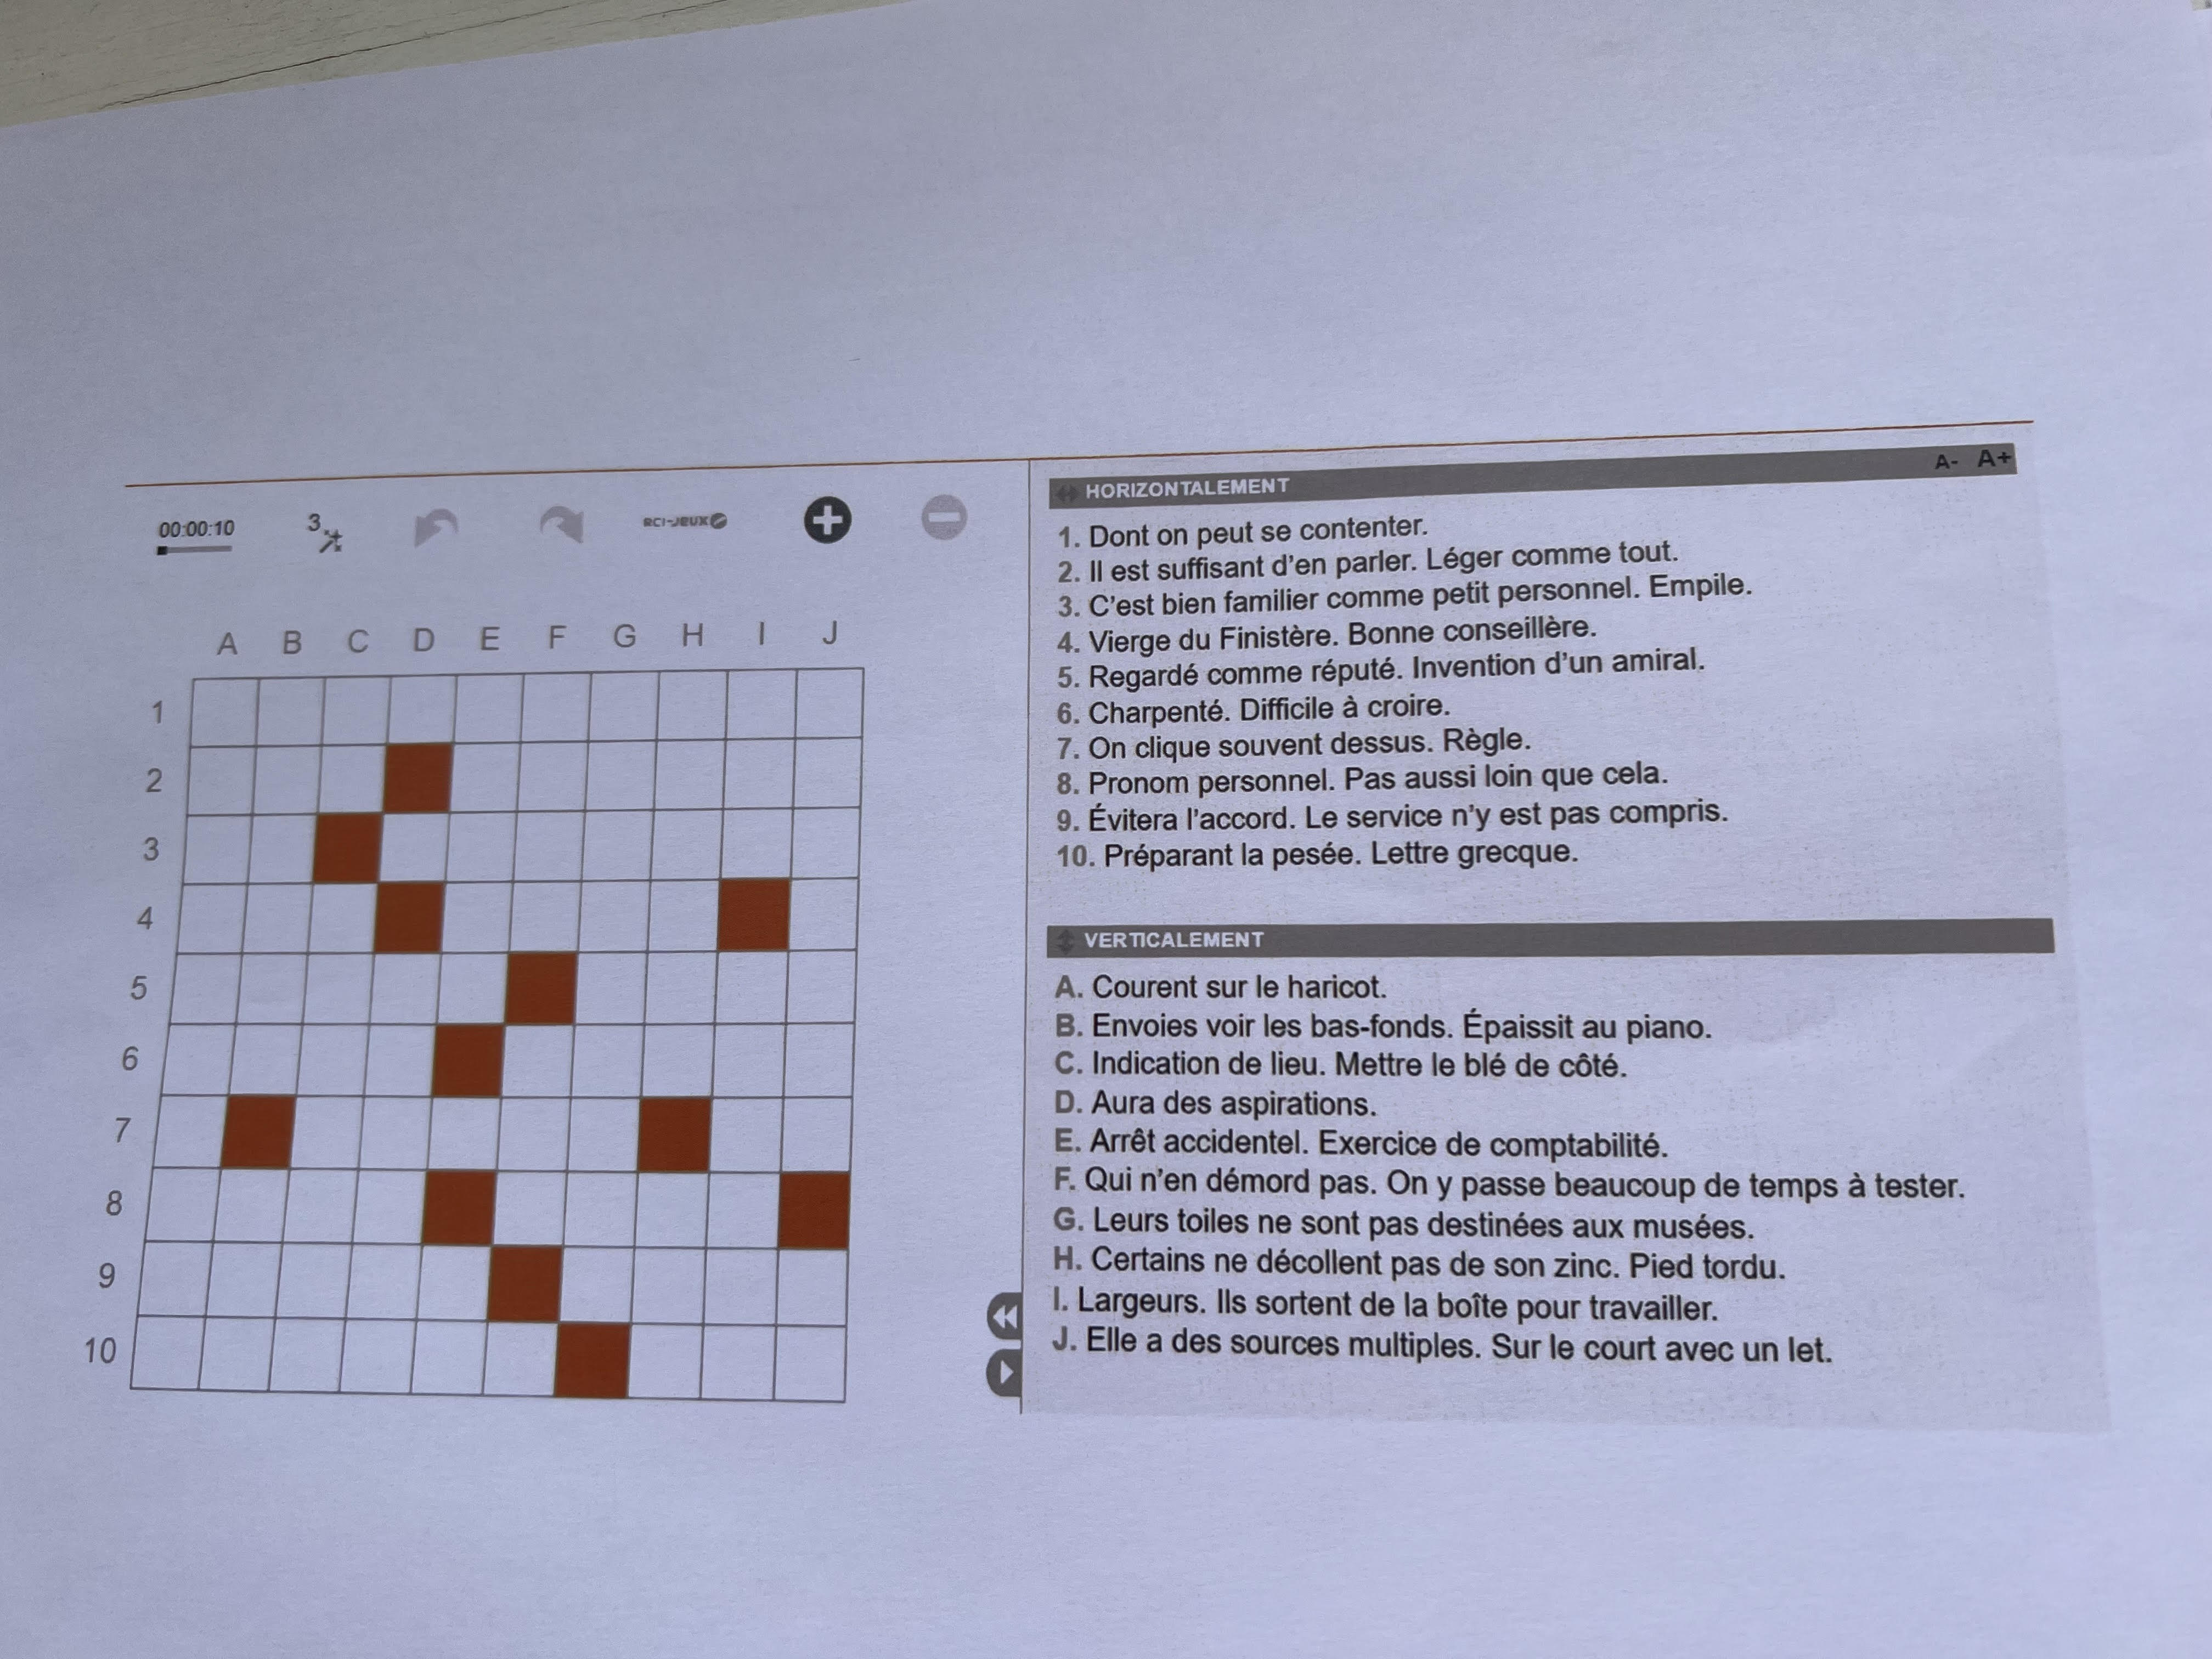 00:00:10
3
RCI-JEUX
A B C D E F G H I J
1
2
3
4
5
6
7
8
9
10
HORIZONTALEMENT
A- A+
1. Dont on peut se contenter.
2. Il est suffisant d'en parler. Léger comme tout.
3. C'est bien familier comme petit personnel. Empile.
4. Vierge du Finistère. Bonne conseillère.
5. Regardé comme réputé. Invention d'un amiral.
6. Charpenté. Difficile à croire.
7. On clique souvent dessus. Règle.
8. Pronom personnel. Pas aussi loin que cela.
9. Évitera l'accord. Le service n'y est pas compris.
10. Préparant la pesée. Lettre grecque.
VERTICALEMENT
A. Courent sur le haricot.
B. Envoies voir les bas-fonds. Épaissit au piano.
C. Indication de lieu. Mettre le blé de côté.
D. Aura des aspirations.
E. Arrêt accidentel. Exercice de comptabilité.
F. Qui n'en démord pas. On y passe beaucoup de temps à tester.
G. Leurs toiles ne sont pas destinées aux musées.
H. Certains ne décollent pas de son zinc. Pied tordu.
I. Largeurs. Ils sortent de la boîte pour travailler.
J. Elle a des sources multiples. Sur le court avec un let.